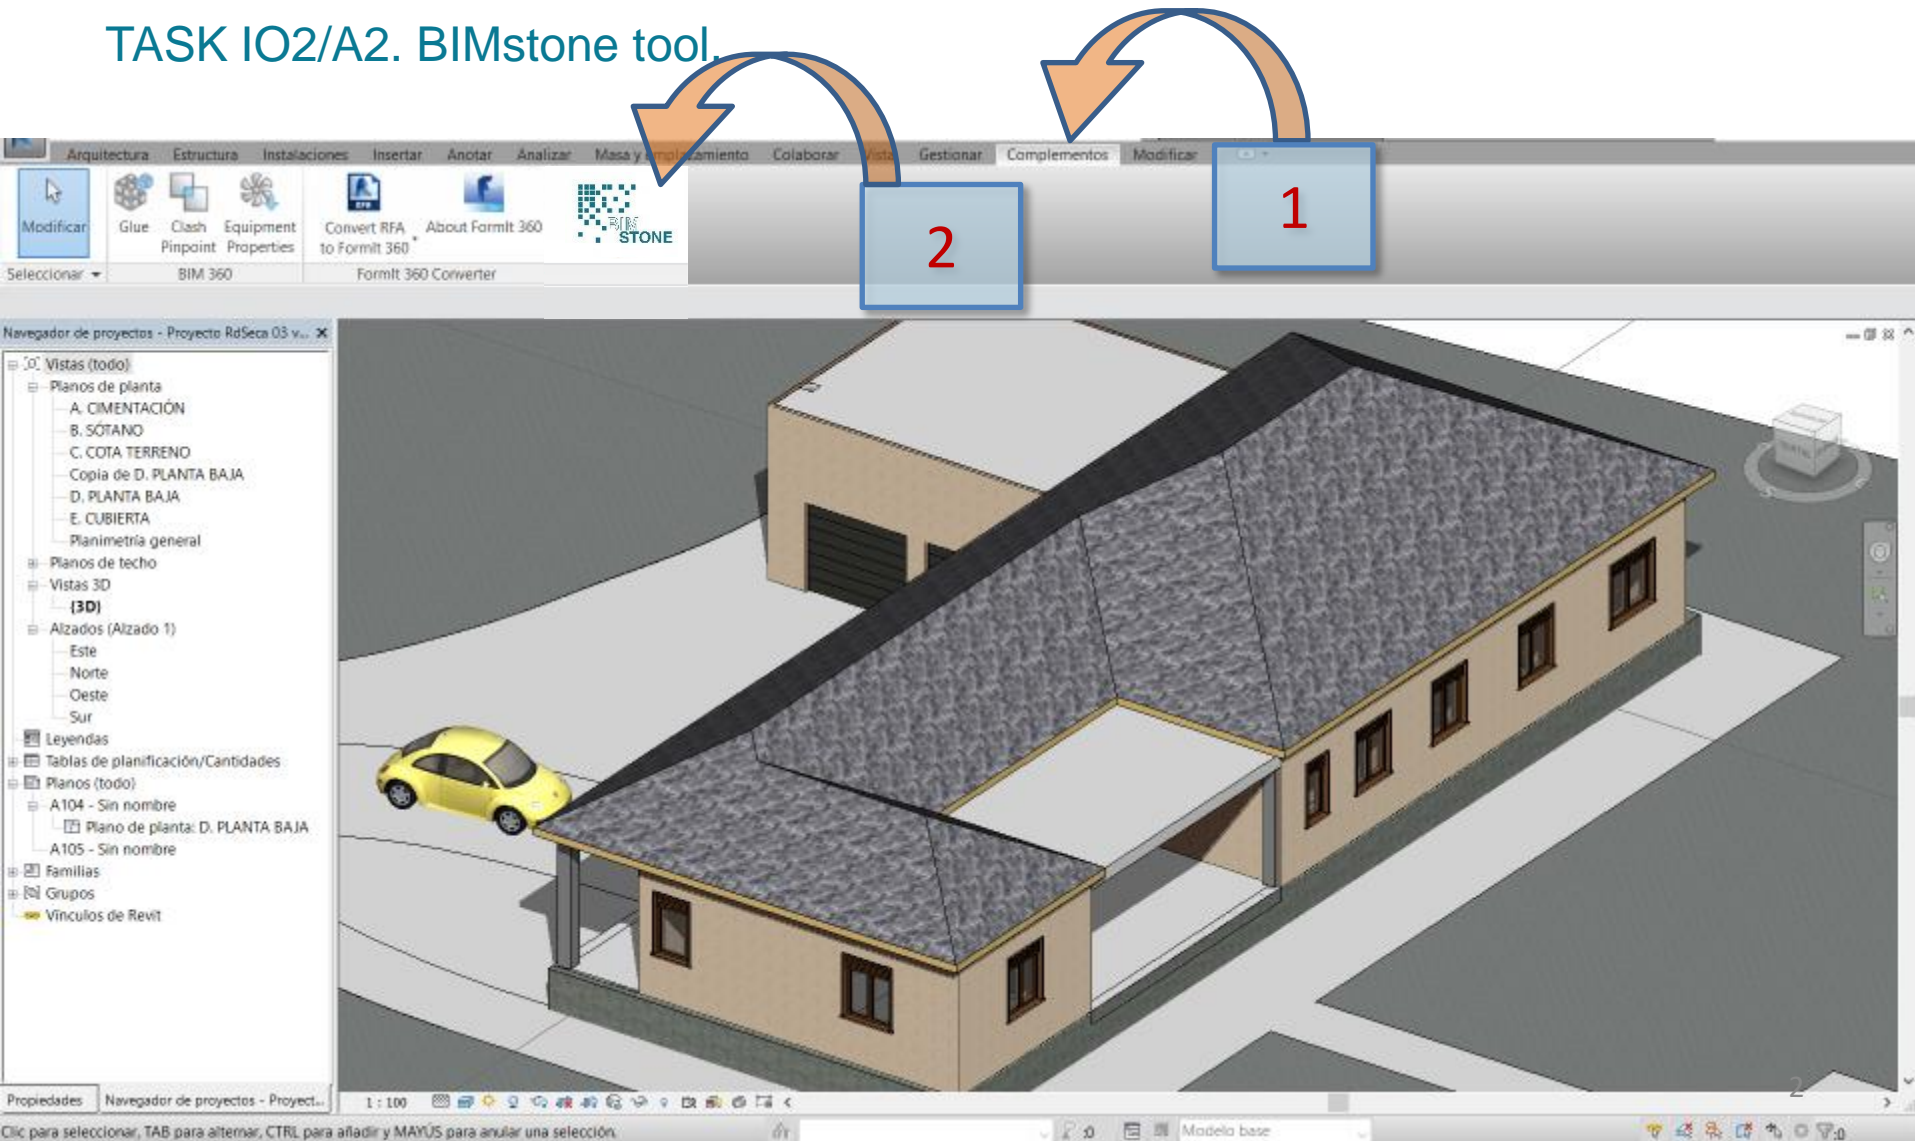 TASK IO2/A2. BIMstone tool.
Arquitectura Estructura Instalaciones Insertar Anotar Analizar Masa y emplazamiento Colaborar Vista Gestionar Complementos Modificar
1
2
Modificar
Glue
Clash Pinpoint
Equipment Properties
Convert RFA to FormIt 360
About FormIt 360
BIM
STONE
Seleccionar
BIM 360
FormIt 360 Converter
Navegador de proyectos - Proyecto RdSeca 03 v...
Vistas (todo)
Planos de planta
A. CIMENTACIÓN
B. SÓTANO
C. COTA TERRENO
Copia de D. PLANTA BAJA
D. PLANTA BAJA
E. CUBIERTA
Planimetría general
Planos de techo
Vistas 3D
{3D}
Alzados (Alzado 1)
Este
Norte
Oeste
Sur
Leyendas
Tablas de planificación/Cantidades
Planos (todo)
A104 - Sin nombre
Plano de planta: D. PLANTA BAJA
A105 - Sin nombre
Familias
Grupos
Vínculos de Revit
2
Propiedades
Navegador de proyectos - Proyect...
1 : 100
Clic para seleccionar, TAB para alternar, CTRL para añadir y MAYÚS para anular una selección.
:0
Modelo base
:0